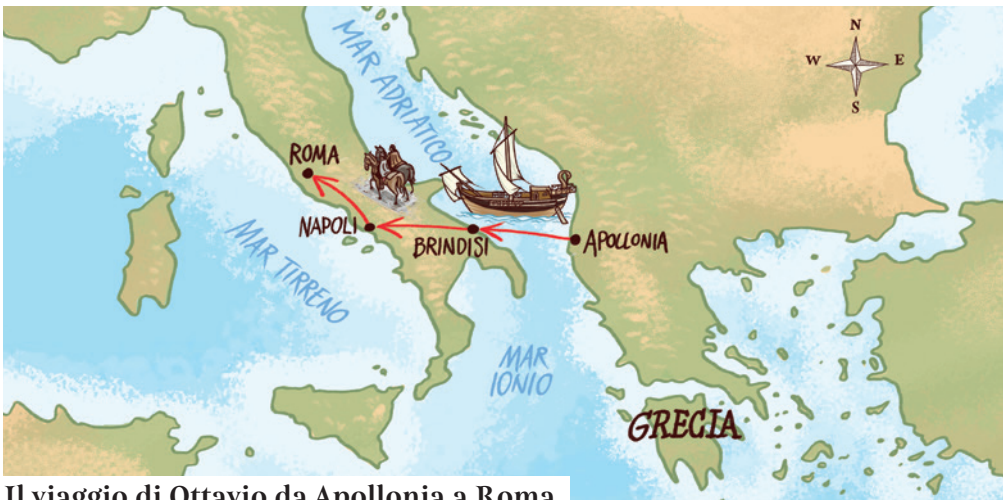 N
W
E
S
MAR ADRIATICO
ROMA
NAPOLI
BRINDISI
APOLLONIA
MAR TIRRENO
MAR
IONIO
GRECIA
Il viaggio di Ottavio da Apollonia a Roma